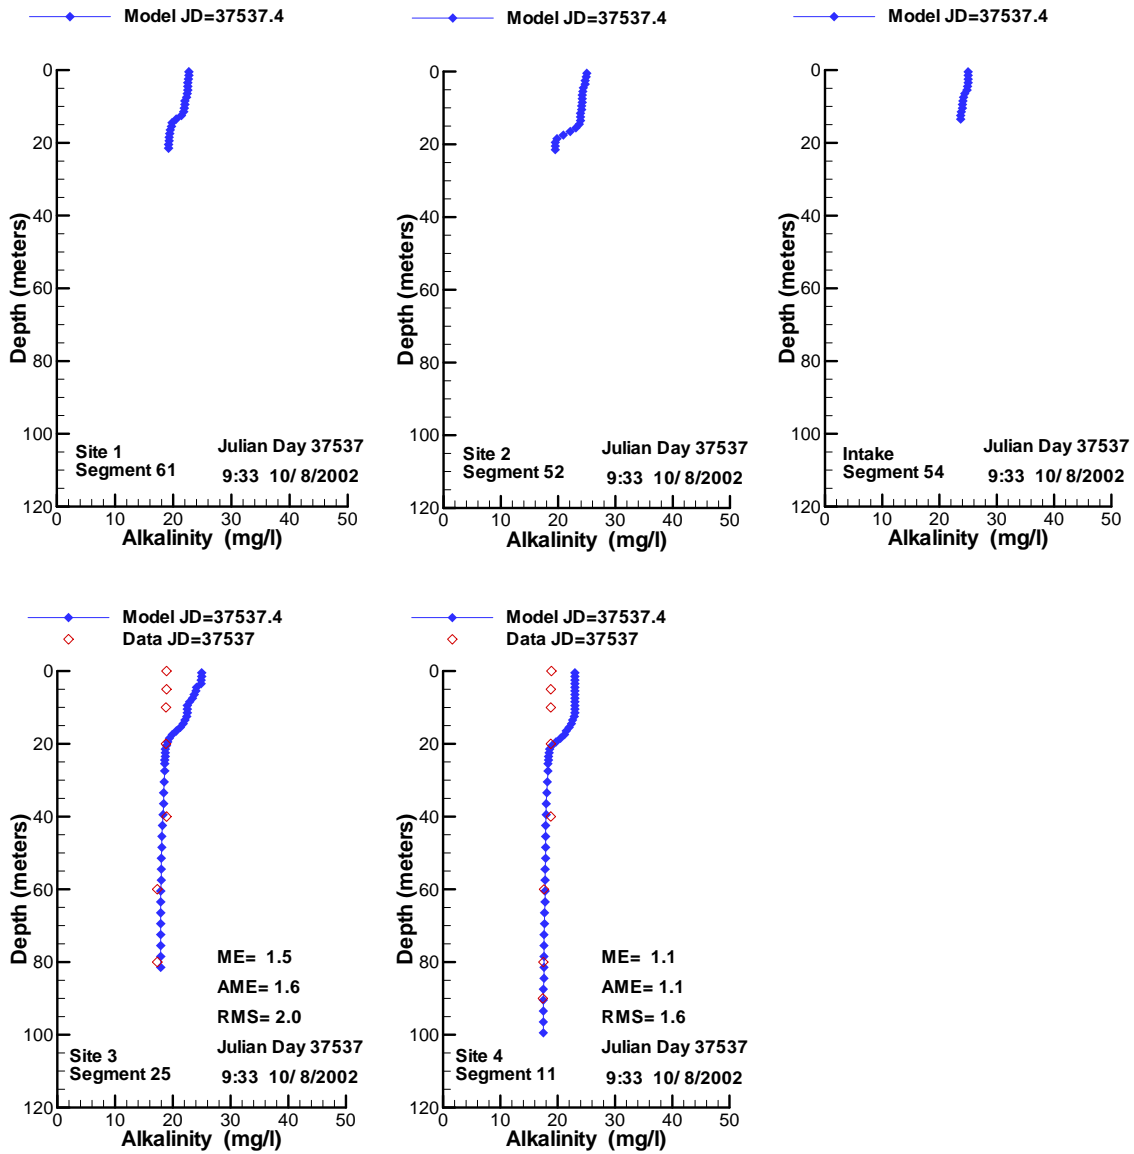 Model JD=37537.4
0
20
40
60
80
100
120
Depth (meters)
Site 1
Segment 61
Julian Day 37537
9:33 10/ 8/2002
0 10 20 30 40 50
Alkalinity (mg/l)
Model JD=37537.4
0
20
40
60
80
100
120
Depth (meters)
Site 2
Segment 52
Julian Day 37537
9:33 10/ 8/2002
0 10 20 30 40 50
Alkalinity (mg/l)
Model JD=37537.4
0
20
40
60
80
100
120
Depth (meters)
Intake
Segment 54
Julian Day 37537
9:33 10/ 8/2002
0 10 20 30 40 50
Alkalinity (mg/l)
Model JD=37537.4
Data JD=37537
0
20
40
60
80
100
120
Depth (meters)
ME= 1.5
AME= 1.6
RMS= 2.0
Site 3
Segment 25
Julian Day 37537
9:33 10/ 8/2002
0 10 20 30 40 50
Alkalinity (mg/l)
Model JD=37537.4
Data JD=37537
0
20
40
60
80
100
120
Depth (meters)
ME= 1.1
AME= 1.1
RMS= 1.6
Site 4
Segment 11
Julian Day 37537
9:33 10/ 8/2002
0 10 20 30 40 50
Alkalinity (mg/l)